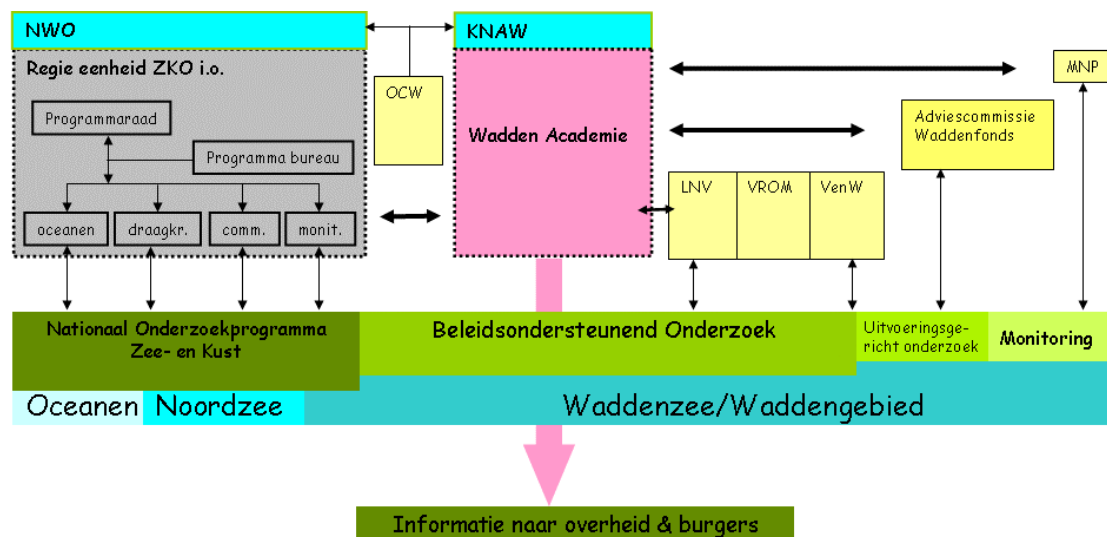 NWO
KNAW
Regie eenheid ZKO i.o.
OCW
MNP
Programmaraad
Adviescommissie
Waddenfonds
Wadden Academie
Programma bureau
LNV
VROM
VenW
oceanen
draagkr.
comm.
monit.
Nationaal Onderzoekprogramma
Zee- en Kust
Beleidsondersteunend Onderzoek
Uitvoeringsge-
richt onderzoek
Monitoring
Oceanen
Noordzee
Waddenzee/Waddengebied
Informatie naar overheid & burgers